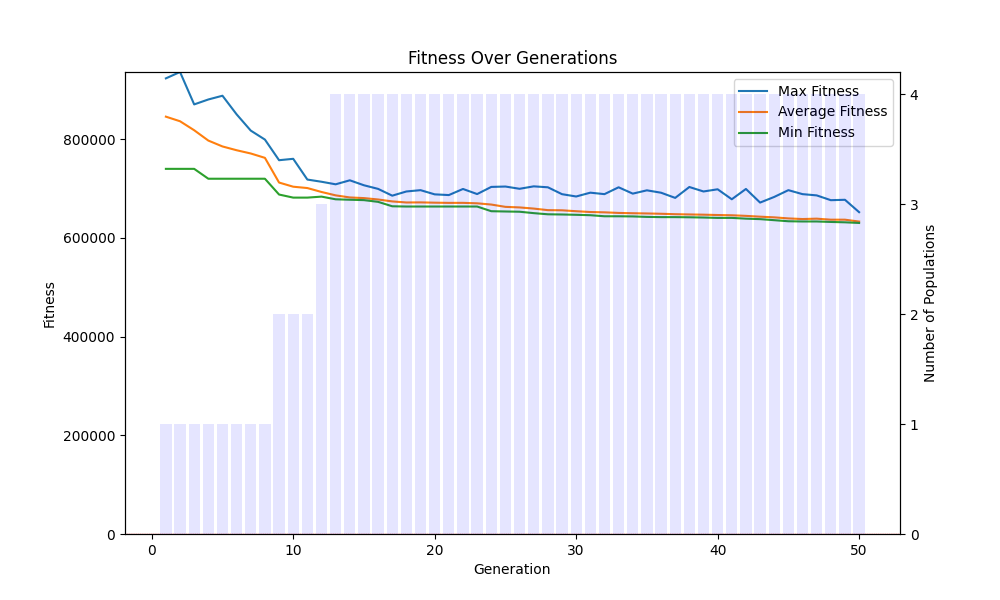 Fitness Over Generations
Max Fitness
Average Fitness
Min Fitness
Fitness
800000
600000
400000
200000
0
4
3
2
1
0
Number of Populations
0 10 20 30 40 50
Generation